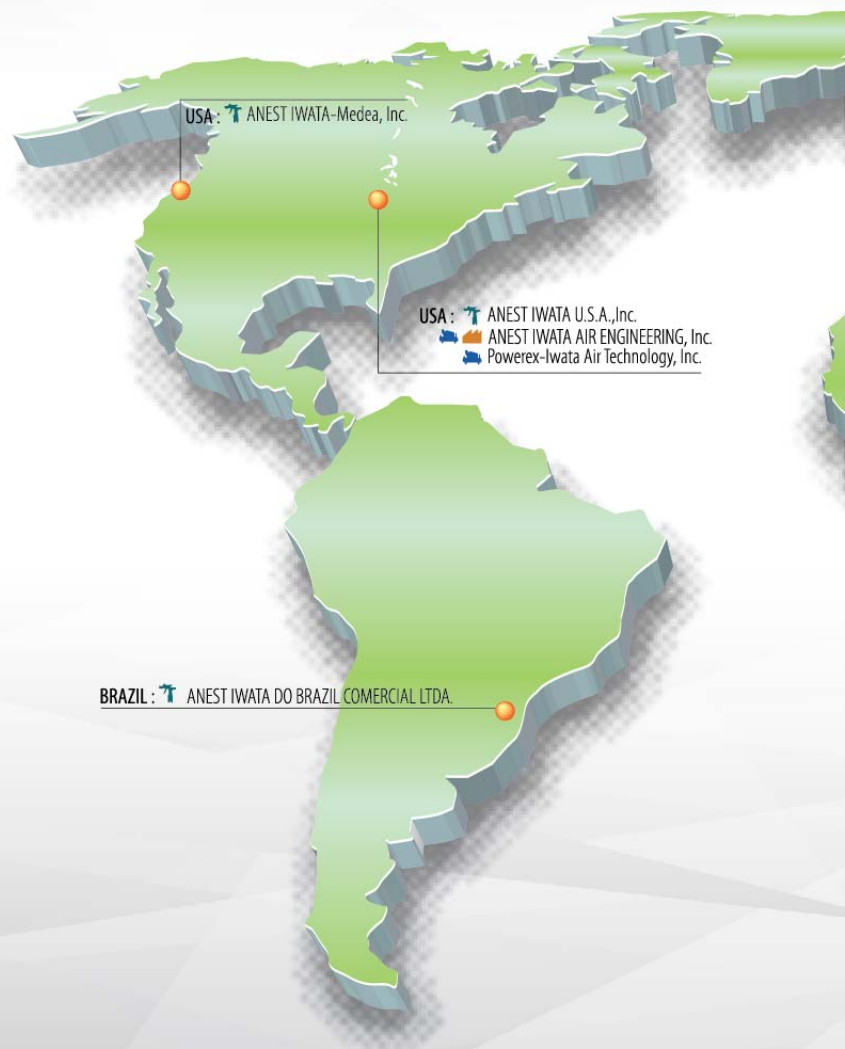 USA : ANEST IWATA-Medea, Inc.
USA : ANEST IWATA U.S.A.,Inc.
ANEST IWATA AIR ENGINEERING, Inc.
Powerex-Iwata Air Technology, Inc.
BRAZIL : ANEST IWATA DO BRAZIL COMERCIAL LTDA.